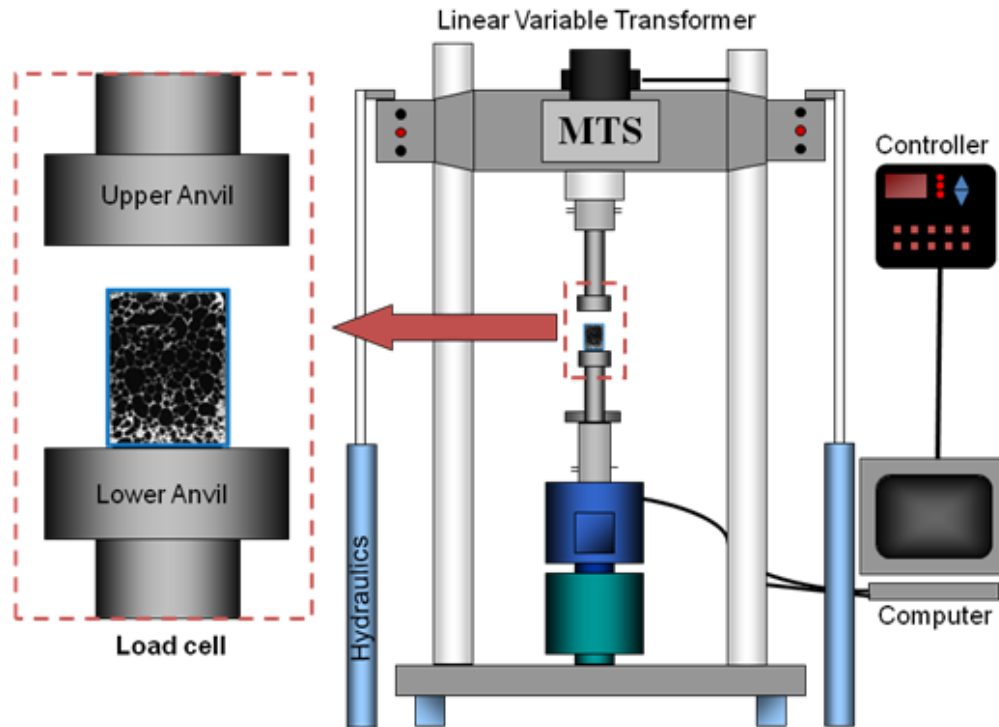 Linear Variable Transformer
MTS
Controller
Upper Anvil
Lower Anvil
Load cell
Hydraulics
Computer